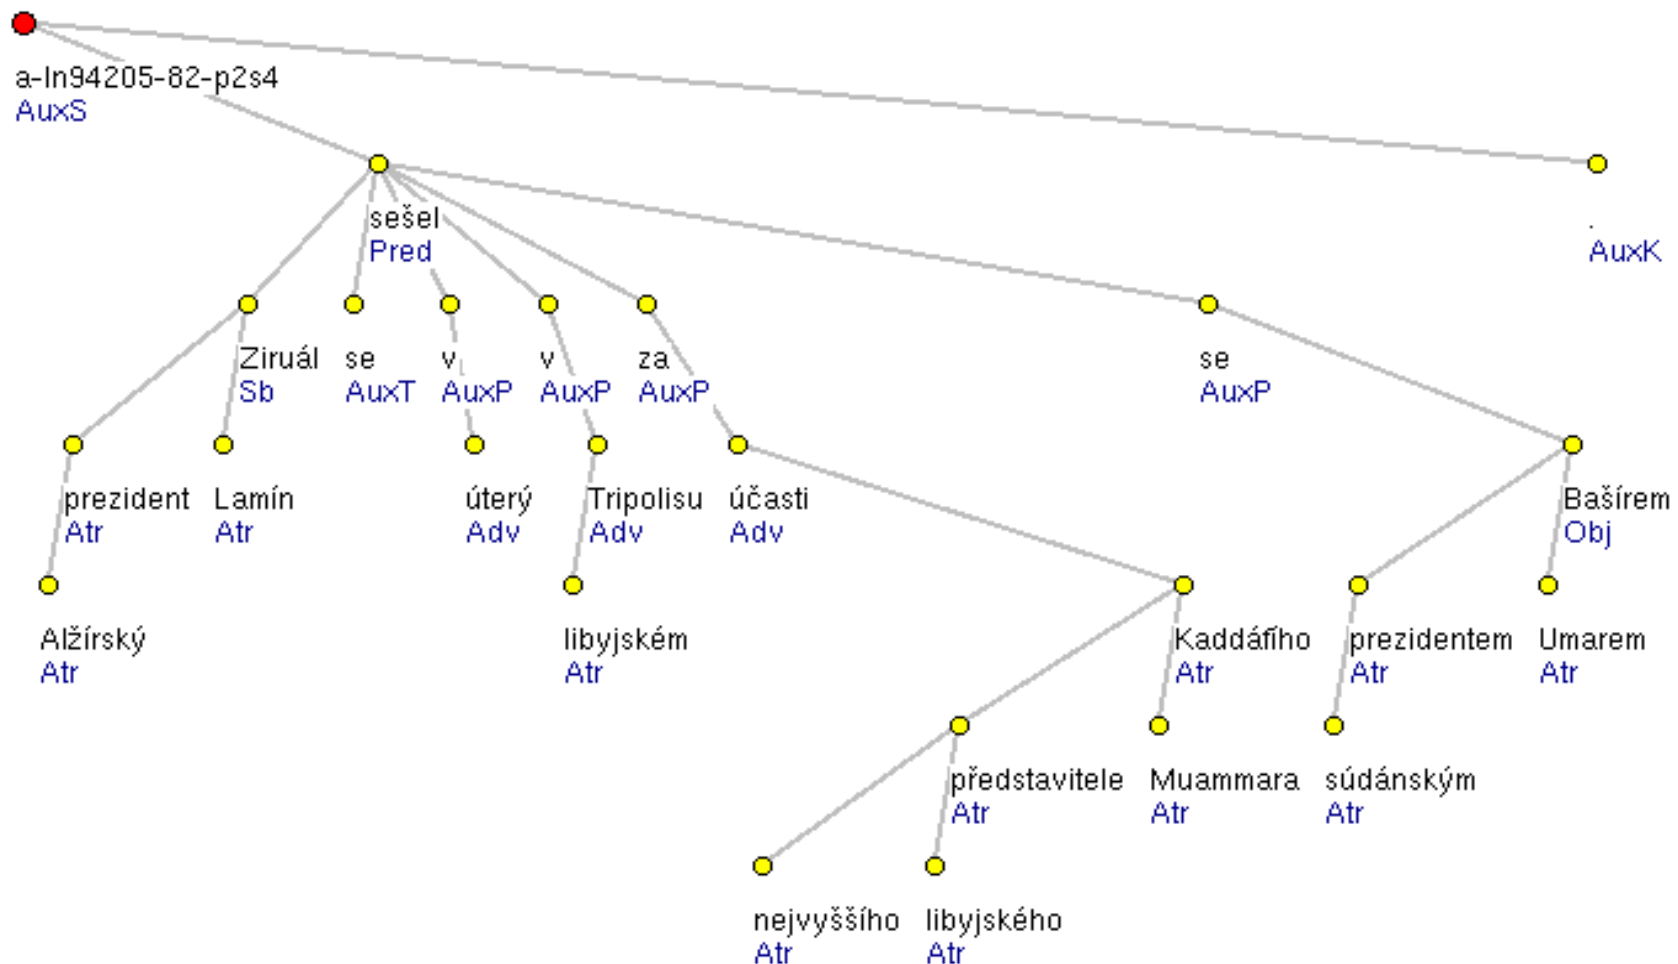 a-ln94205-82-p2s4
AuxS
sešel
Pred
.
AuxK
Ziruál se v v za se
Sb AuxT AuxP AuxP AuxP AuxP
prezident Lamín úterý Tripolisu účasti Bašírem
Atr Atr Adv Adv Adv Obj
Alžírský libyjském Kaddáfího prezidentem Umarem
Atr Atr Atr Atr Atr
představitele Muammara súdánským
Atr Atr Atr
nejvyššího libyjského
Atr Atr